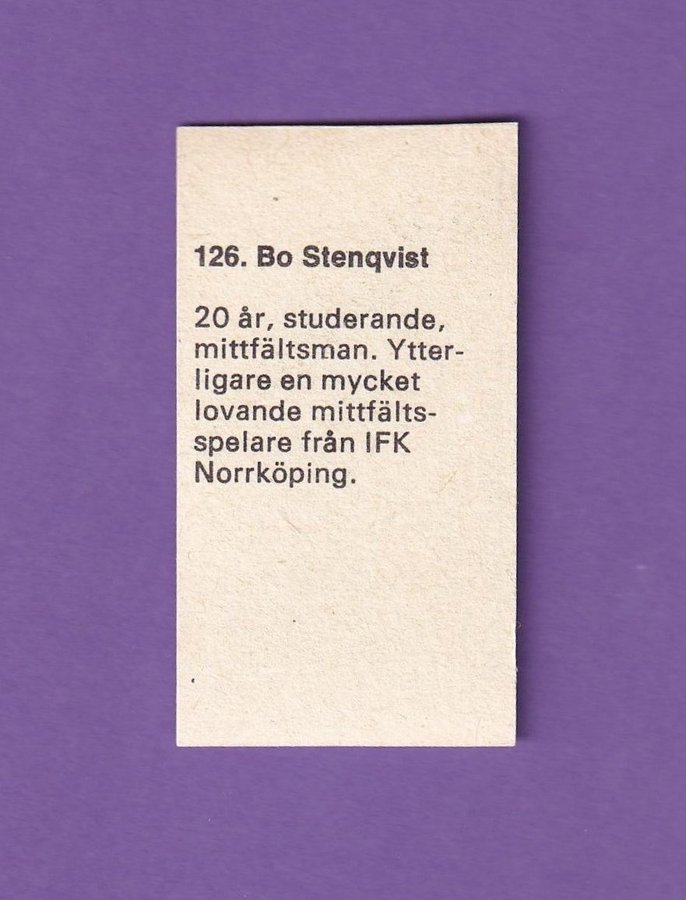 126. Bo Stenqvist
20 år, studerande,
mittfältsman. Ytter-
ligare en mycket
lovande mittfälts-
spelare från IFK
Norrköping.